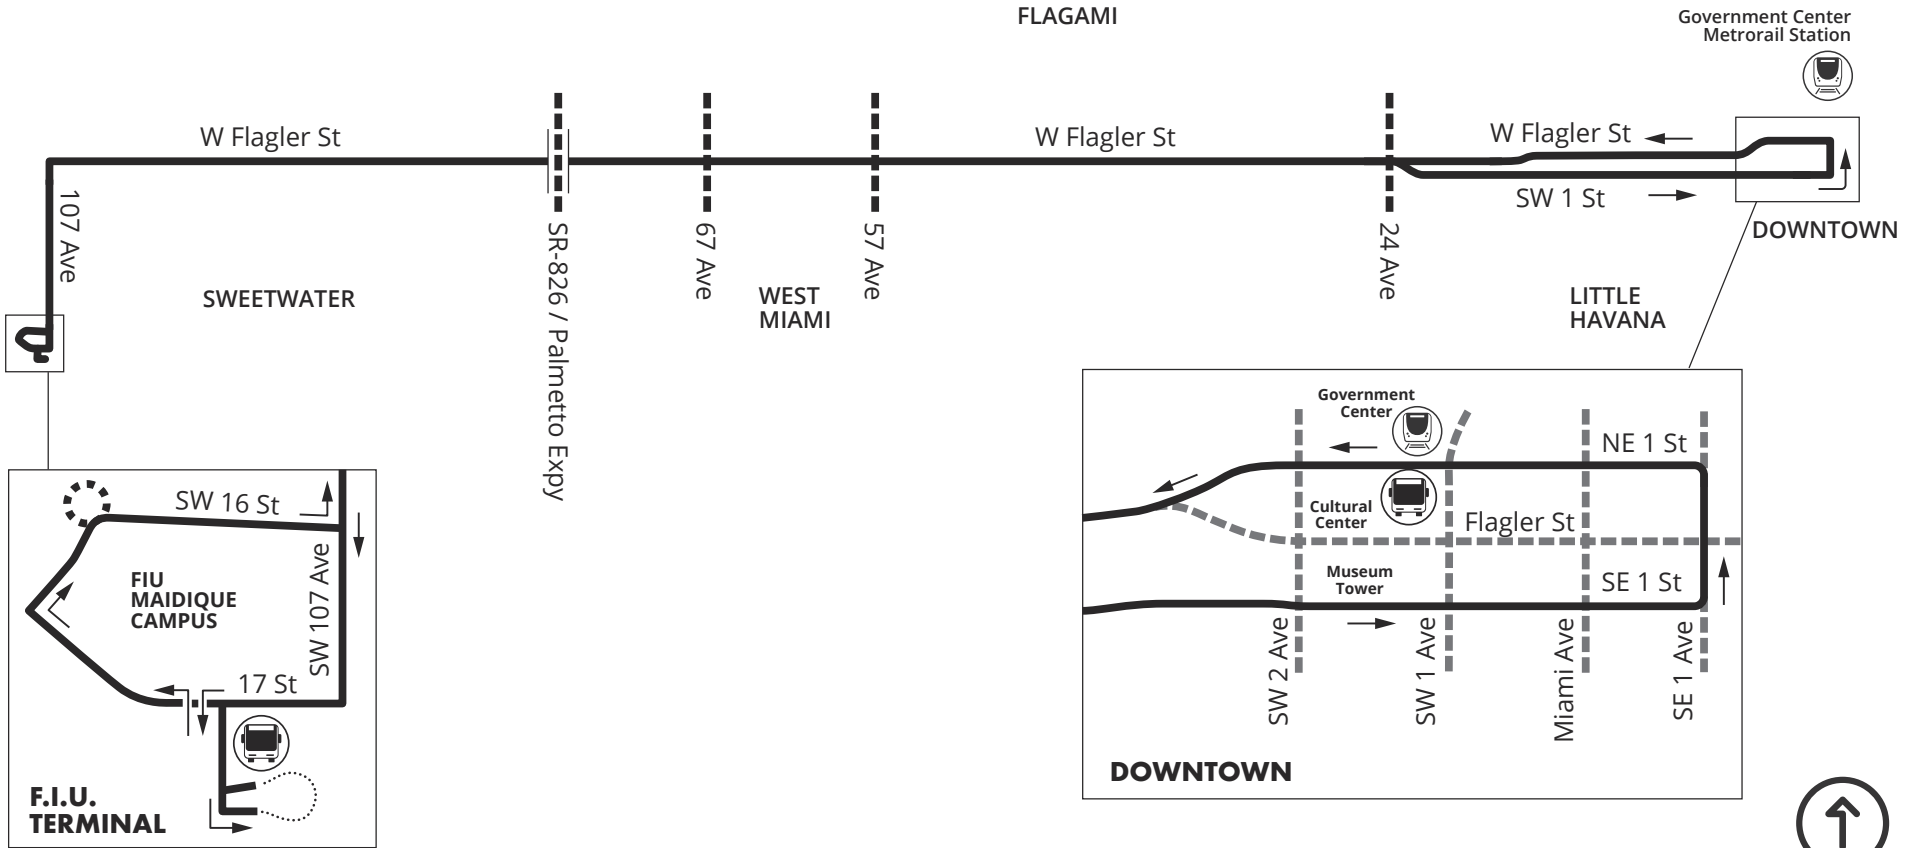 FLAGAMI
Government Center
Metrorail Station
W Flagler St
W Flagler St
W Flagler St
SW 1 St
107 Ave
SR-826 / Palmetto Expy
67 Ave
57 Ave
24 Ave
DOWNTOWN
SWEETWATER
WEST
MIAMI
LITTLE
HAVANA
SW 16 St
FIU
MAIDIQUE
CAMPUS
SW 107 Ave
17 St
F.I.U.
TERMINAL
Government
Center
NE 1 St
Cultural
Center
Flagler St
Museum
Tower
SE 1 St
SW 2 Ave
SW 1 Ave
Miami Ave
SE 1 Ave
DOWNTOWN